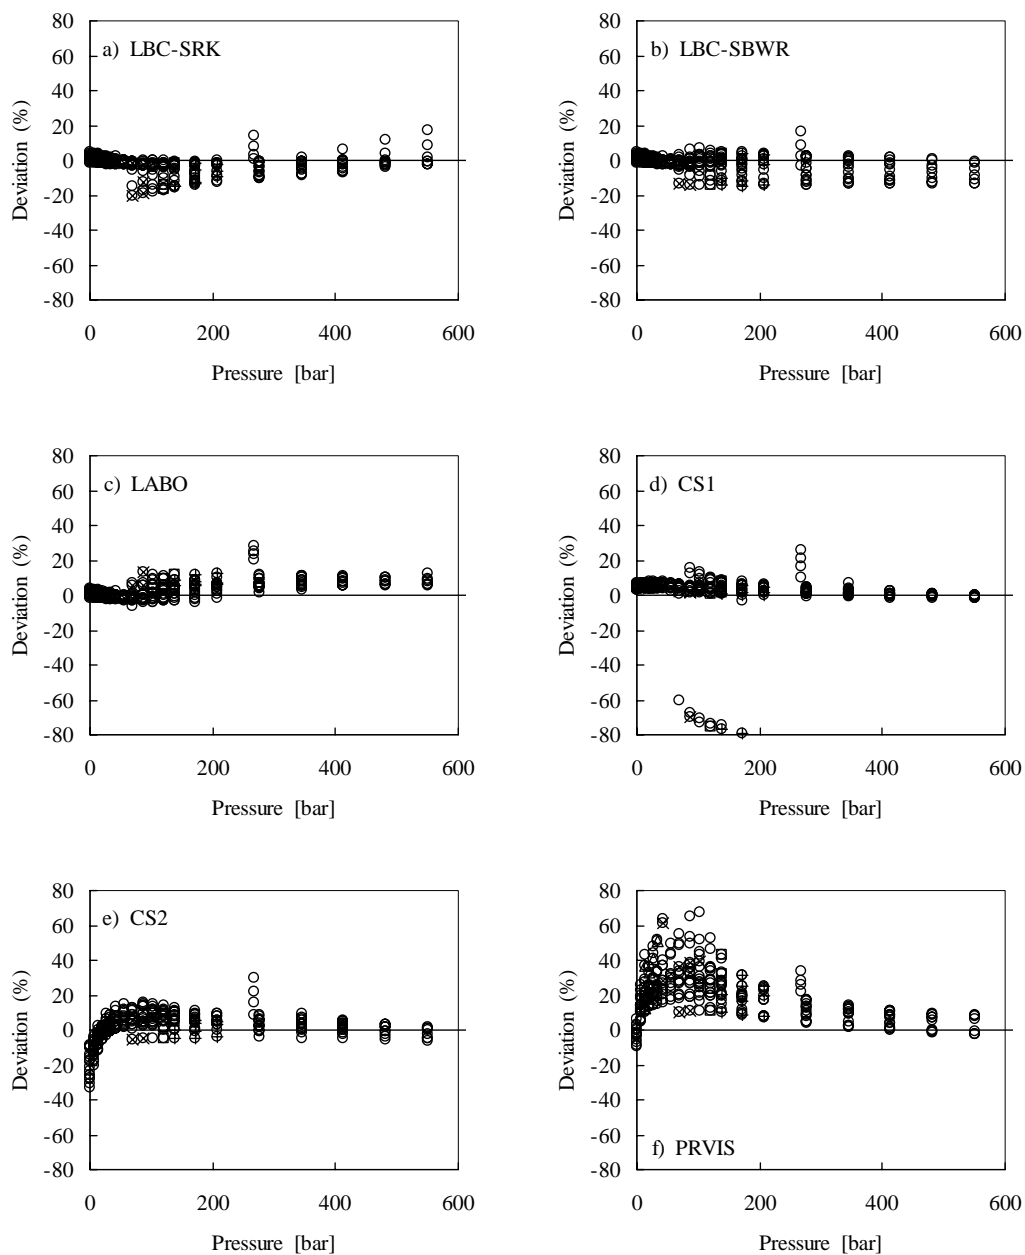 80
60
40
20
0
-20
-40
-60
-80
0 200 400 600
Deviation (%)
Pressure [bar]
a) LBC-SRK
80
60
40
20
0
-20
-40
-60
-80
0 200 400 600
Deviation (%)
Pressure [bar]
b) LBC-SBWR
80
60
40
20
0
-20
-40
-60
-80
0 200 400 600
Deviation (%)
Pressure [bar]
c) LABO
80
60
40
20
0
-20
-40
-60
-80
0 200 400 600
Deviation (%)
Pressure [bar]
d) CS1
80
60
40
20
0
-20
-40
-60
-80
0 200 400 600
Deviation (%)
Pressure [bar]
e) CS2
80
60
40
20
0
-20
-40
-60
-80
0 200 400 600
Deviation (%)
Pressure [bar]
f) PRVIS